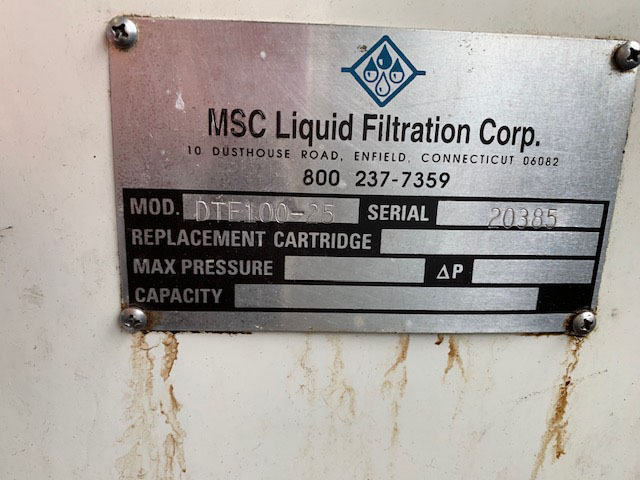 MSC Liquid Filtration Corp.
10 DUSTHOUSE ROAD, ENFIELD, CONNECTICUT 06082
800 237-7359
MOD. DTF100-25 SERIAL 20385
REPLACEMENT CARTRIDGE
MAX PRESSURE ΔP
CAPACITY